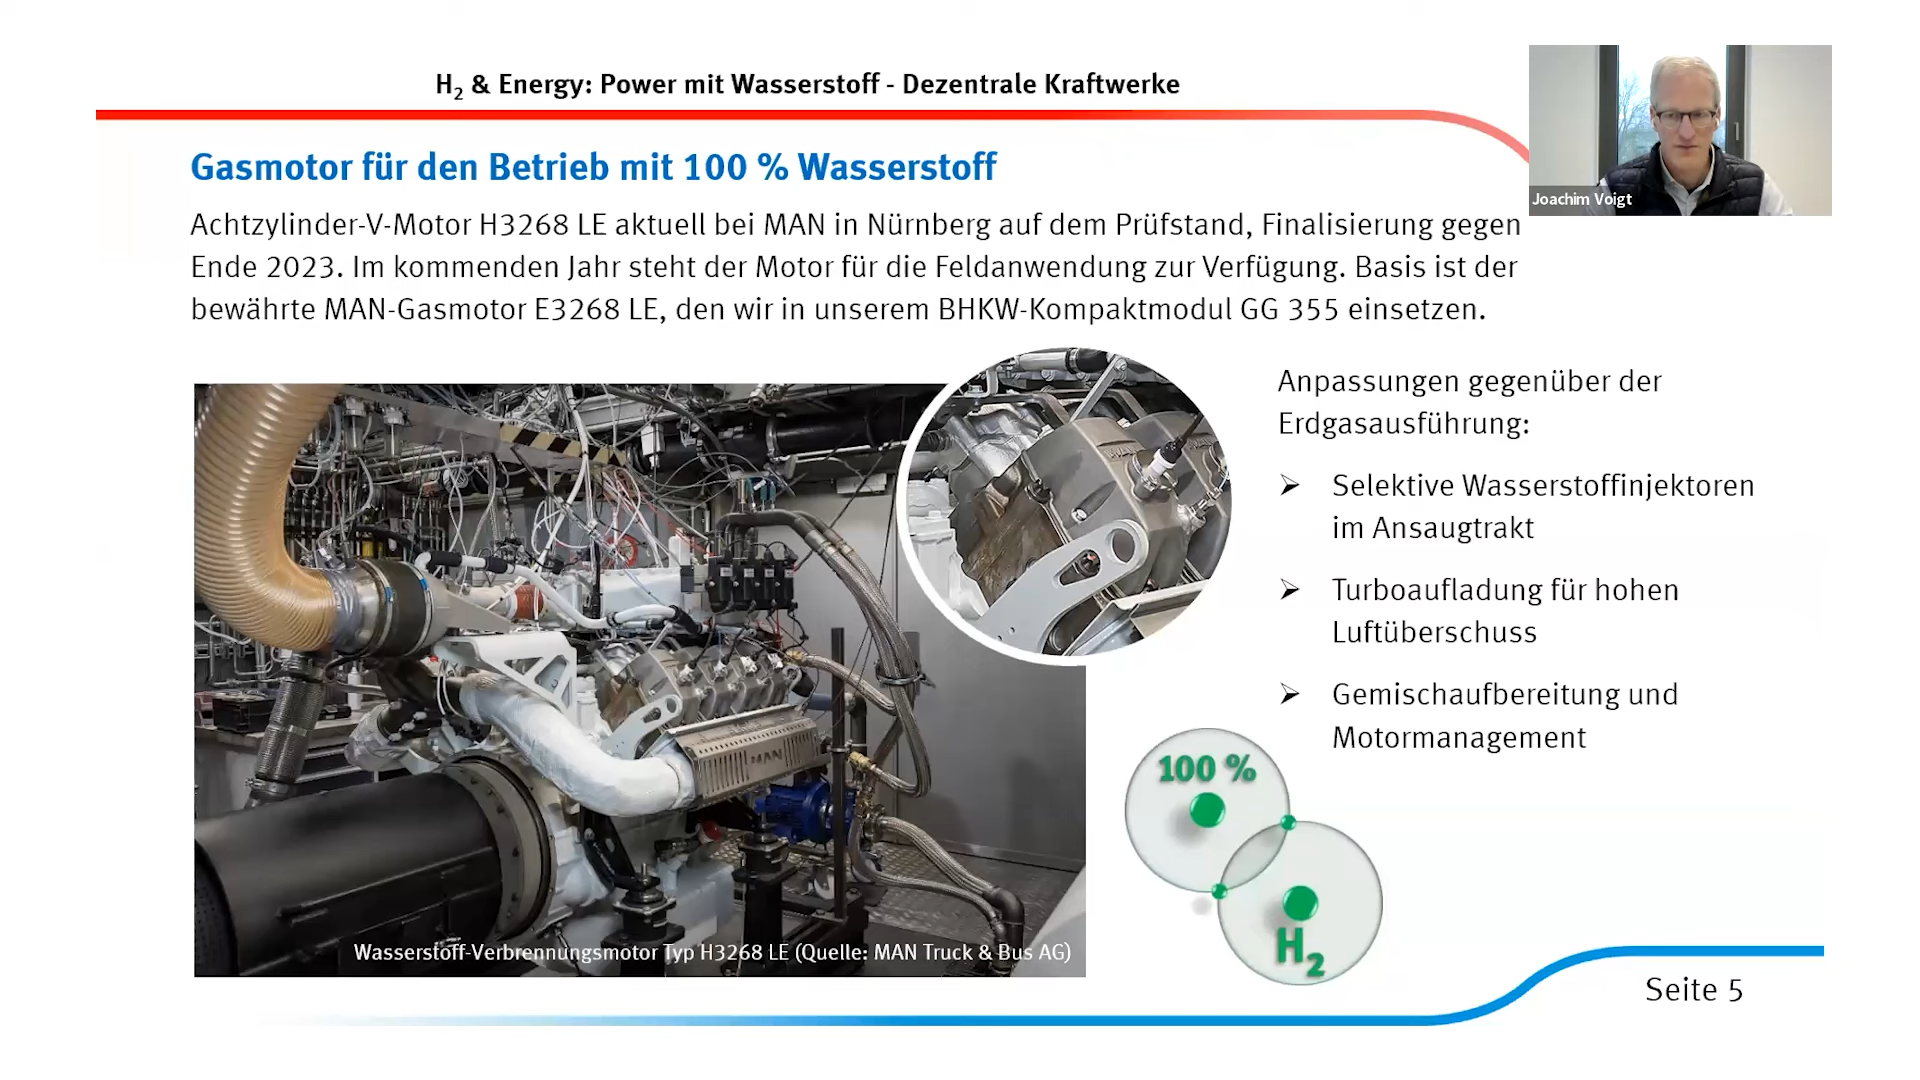 H₂ & Energy: Power mit Wasserstoff - Dezentrale Kraftwerke
Joachim Voigt
Gasmotor für den Betrieb mit 100 % Wasserstoff
Achtzylinder-V-Motor H3268 LE aktuell bei MAN in Nürnberg auf dem Prüfstand, Finalisierung gegen
Ende 2023. Im kommenden Jahr steht der Motor für die Feldanwendung zur Verfügung. Basis ist der
bewährte MAN-Gasmotor E3268 LE, den wir in unserem BHKW-Kompaktmodul GG 355 einsetzen.
Anpassungen gegenüber der
Erdgasausführung:
➢ Selektive Wasserstoffinjektoren
im Ansaugtrakt
➢ Turboaufladung für hohen
Luftüberschuss
➢ Gemischaufbereitung und
Motormanagement
MAN
Wasserstoff-Verbrennungsmotor Typ H3268 LE (Quelle: MAN Truck & Bus AG)
100 %
H₂
Seite 5